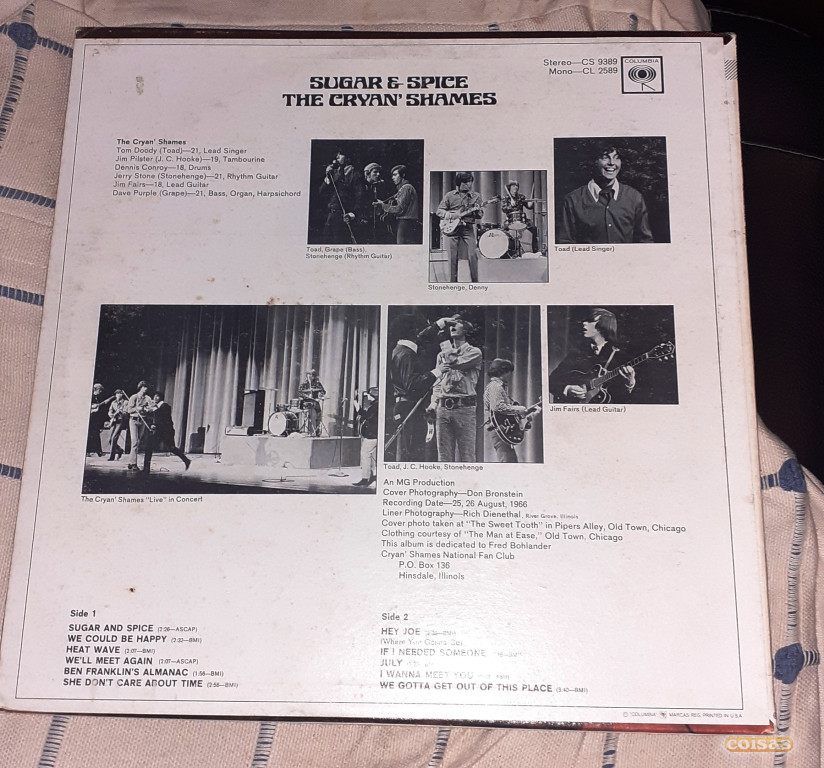 SUGAR & SPICE
THE CRYAN' SHAMES
Stereo—CS 9389
Mono—CL 2589
COLUMBIA
The Cryan' Shames
Tom Doody (Toad)—21, Lead Singer
Jim Pilster (J. C. Hooke)—19, Tambourine
Dennis Conroy—18, Drums
Jerry Stone (Stonehenge)—21, Rhythm Guitar
Jim Fairs—18, Lead Guitar
Dave Purple (Grape)—21, Bass, Organ, Harpsichord
Toad, Grape (Bass),
Stonehenge (Rhythm Guitar)
Stonehenge, Denny
Toad (Lead Singer)
The Cryan' Shames "Live" in Concert
Toad, J. C. Hooke, Stonehenge
Jim Fairs (Lead Guitar)
An MG Production
Cover Photography—Don Bronstein
Recording Date—25, 26 August, 1966
Liner Photography—Rich Dienethal, River Grove, Illinois
Cover photo taken at "The Sweet Tooth" in Pipers Alley, Old Town, Chicago
Clothing courtesy of "The Man at Ease," Old Town, Chicago
This album is dedicated to Fred Bohlander
Cryan' Shames National Fan Club
P.O. Box 136
Hinsdale, Illinois
Side 1
SUGAR AND SPICE (2:26—ASCAP)
WE COULD BE HAPPY (2:32—BMI)
HEAT WAVE (2:07—BMI)
WE'LL MEET AGAIN (2:07—ASCAP)
BEN FRANKLIN'S ALMANAC (1:56—BMI)
SHE DON'T CARE ABOUT TIME (2:56—BMI)
Side 2
HEY JOE
(Where You Gonna Go)
IF I NEEDED SOMEONE
JULY
I WANNA MEET YOU
WE GOTTA GET OUT OF THIS PLACE (3:40—BMI)
© "COLUMBIA" MARCAS REG. PRINTED IN U.S.A.
coisas